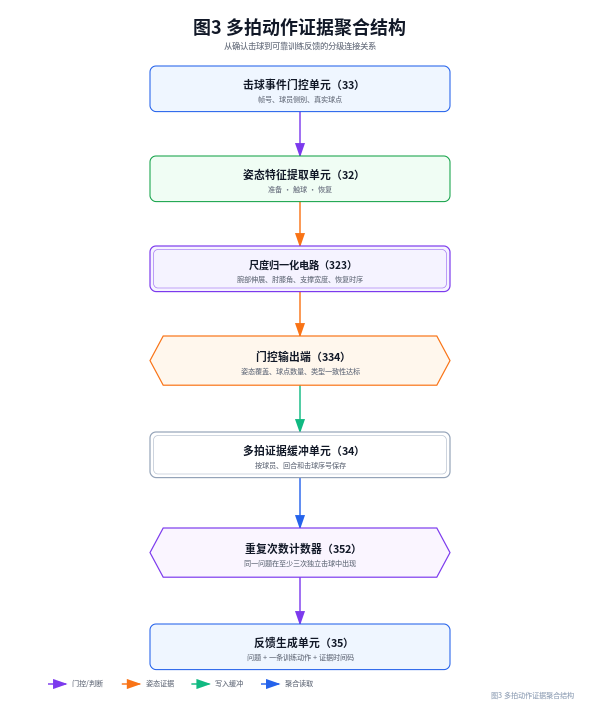 图3 多拍动作证据聚合结构
从确认击球到可靠训练反馈的分级连接关系
击球事件门控单元（33）
帧号、球员侧别、真实球点
姿态特征提取单元（32）
准备 · 触球 · 恢复
尺度归一化电路（323）
腕部伸展、肘膝角、支撑宽度、恢复时序
门控输出端（334）
姿态覆盖、球点数量、类型一致性达标
多拍证据缓冲单元（34）
按球员、回合和击球序号保存
重复次数计数器（352）
同一问题在至少三次独立击球中出现
反馈生成单元（35）
问题 + 一条训练动作 + 证据时间码
门控/判断 姿态证据 写入缓冲 聚合读取
图3 多拍动作证据聚合结构